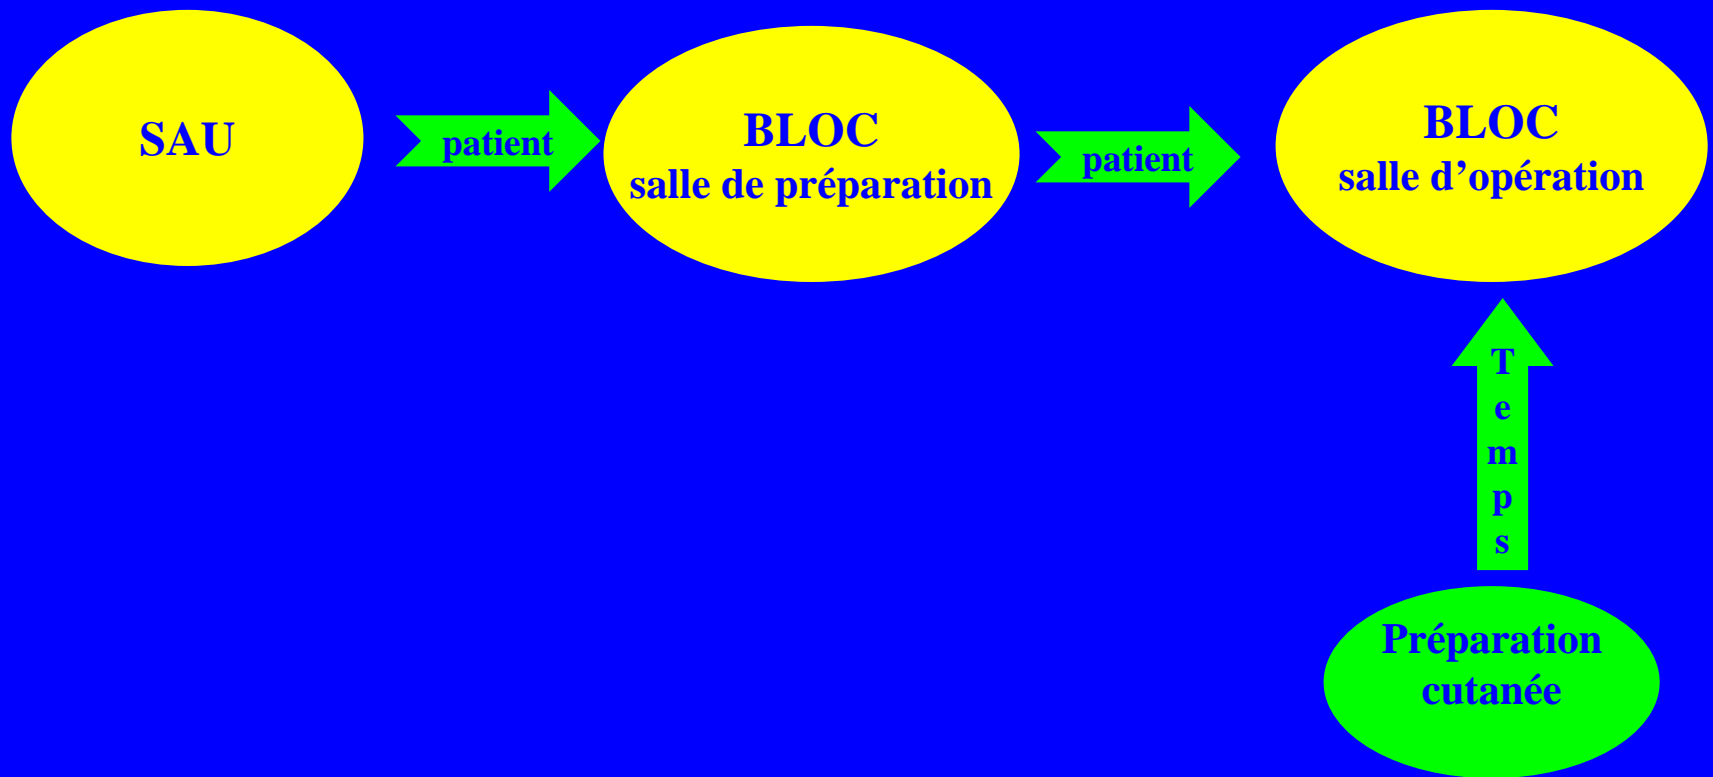 SAU
patient
BLOC
salle de préparation
patient
BLOC
salle d’opération
T
e
m
p
s
Préparation
cutanée